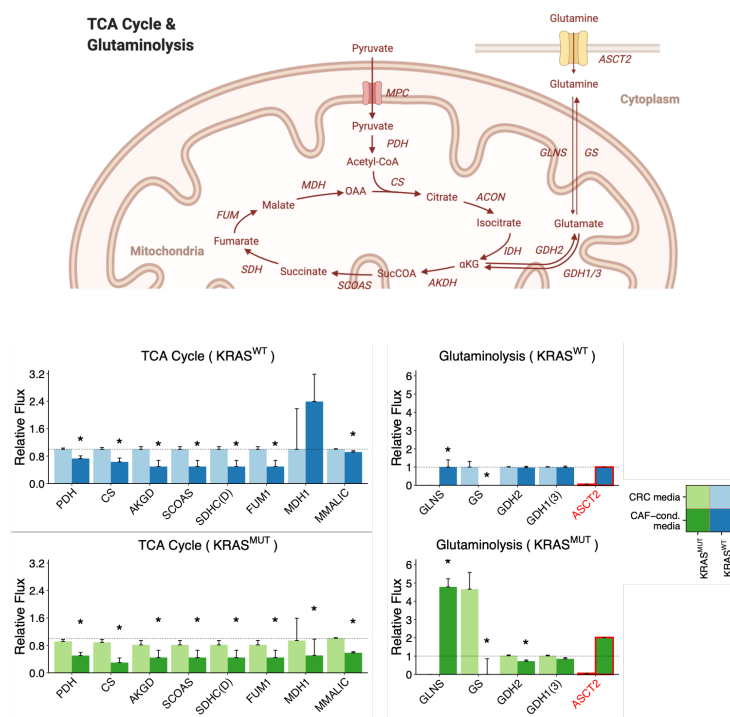 TCA Cycle &
Glutaminolysis
Pyruvate
Glutamine
ASCT2
Glutamine
Cytoplasm
MPC
Pyruvate
PDH
Acetyl-CoA
GLNS
GS
MDH
OAA
CS
Citrate
ACON
Malate
Isocitrate
Glutamate
FUM
Mitochondria
Fumarate
IDH
GDH2
αKG
SDH
Succinate
SucCOA
GDH1/3
SCOAS
AKDH
TCA Cycle ( KRASWT )
Relative Flux
3.2
2.4
1.6
0.8
0.0
* * * * * * *
PDH
CS
AKGD
SCOAS
SDHC(D)
FUM1
MDH1
MMALIC
Glutaminolysis (KRASWT)
Relative Flux
6
5
4
3
2
1
0
* *
GLNS
GS
GDH2
GDH1(3)
ASCT2
CRC media
CAF-cond.
media
KRASMUT
KRASWT
TCA Cycle ( KRASMUT )
Relative Flux
3.2
2.4
1.6
0.8
0.0
* * * * * * * *
PDH
CS
AKGD
SCOAS
SDHC(D)
FUM1
MDH1
MMALIC
Glutaminolysis (KRASMUT)
Relative Flux
6
5
4
3
2
1
0
* * *
GLNS
GS
GDH2
GDH1(3)
ASCT2